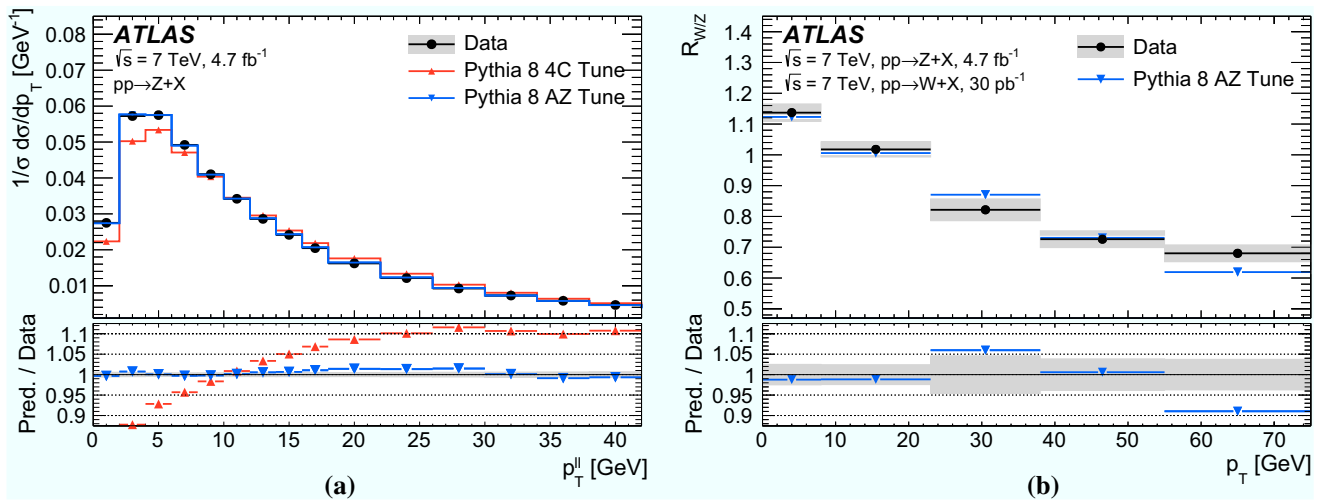 1/σ dσ/dp_T [GeV⁻¹]
0.08
0.07
0.06
0.05
0.04
0.03
0.02
0.01
ATLAS
√s = 7 TeV, 4.7 fb⁻¹
pp→Z+X
Data
Pythia 8 4C Tune
Pythia 8 AZ Tune
Pred. / Data
1.1
1.05
1
0.95
0.9
0 5 10 15 20 25 30 35 40
p_T^ll [GeV]
(a)
R_W/Z
1.4
1.3
1.2
1.1
1
0.9
0.8
0.7
0.6
0.5
ATLAS
√s = 7 TeV, pp→Z+X, 4.7 fb⁻¹
√s = 7 TeV, pp→W+X, 30 pb⁻¹
Data
Pythia 8 AZ Tune
Pred. / Data
1.1
1.05
1
0.95
0.9
0 10 20 30 40 50 60 70
p_T [GeV]
(b)